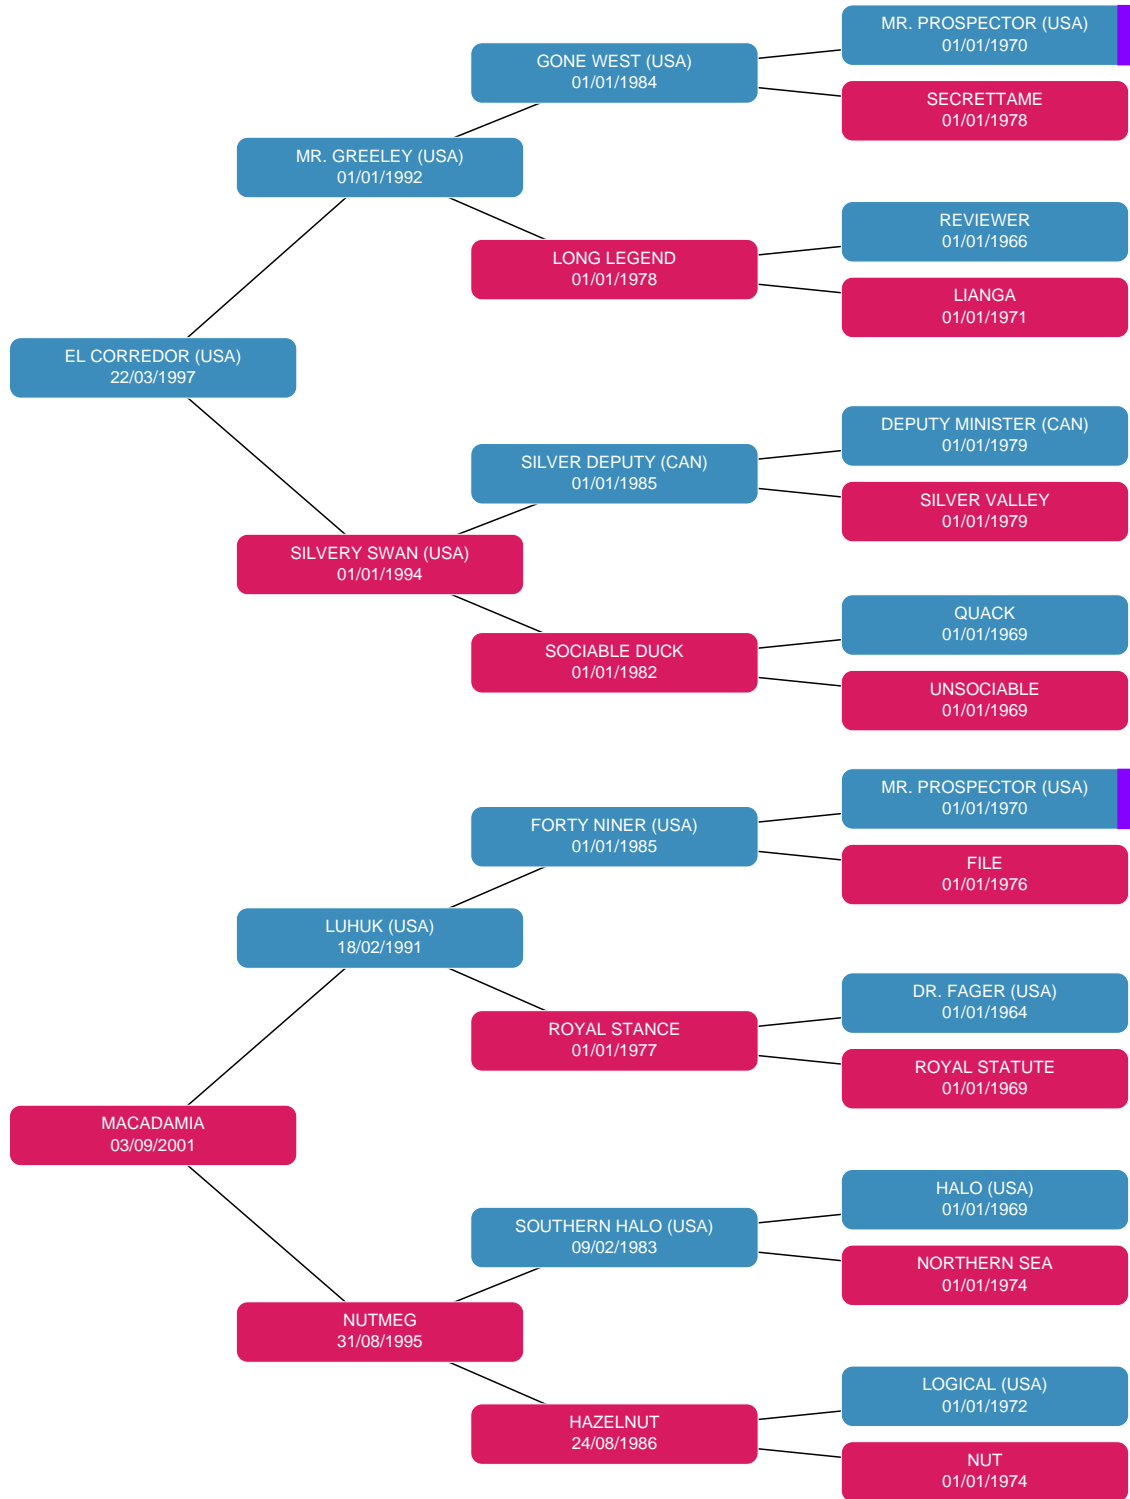 MR. PROSPECTOR (USA)
01/01/1970
GONE WEST (USA)
01/01/1984
SECRETTAME
01/01/1978
MR. GREELEY (USA)
01/01/1992
REVIEWER
01/01/1966
LONG LEGEND
01/01/1978
LIANGA
01/01/1971
EL CORREDOR (USA)
22/03/1997
DEPUTY MINISTER (CAN)
01/01/1979
SILVER DEPUTY (CAN)
01/01/1985
SILVER VALLEY
01/01/1979
SILVERY SWAN (USA)
01/01/1994
QUACK
01/01/1969
SOCIABLE DUCK
01/01/1982
UNSOCIABLE
01/01/1969
MR. PROSPECTOR (USA)
01/01/1970
FORTY NINER (USA)
01/01/1985
FILE
01/01/1976
LUHUK (USA)
18/02/1991
DR. FAGER (USA)
01/01/1964
ROYAL STANCE
01/01/1977
ROYAL STATUTE
01/01/1969
MACADAMIA
03/09/2001
HALO (USA)
01/01/1969
SOUTHERN HALO (USA)
09/02/1983
NORTHERN SEA
01/01/1974
NUTMEG
31/08/1995
LOGICAL (USA)
01/01/1972
HAZELNUT
24/08/1986
NUT
01/01/1974